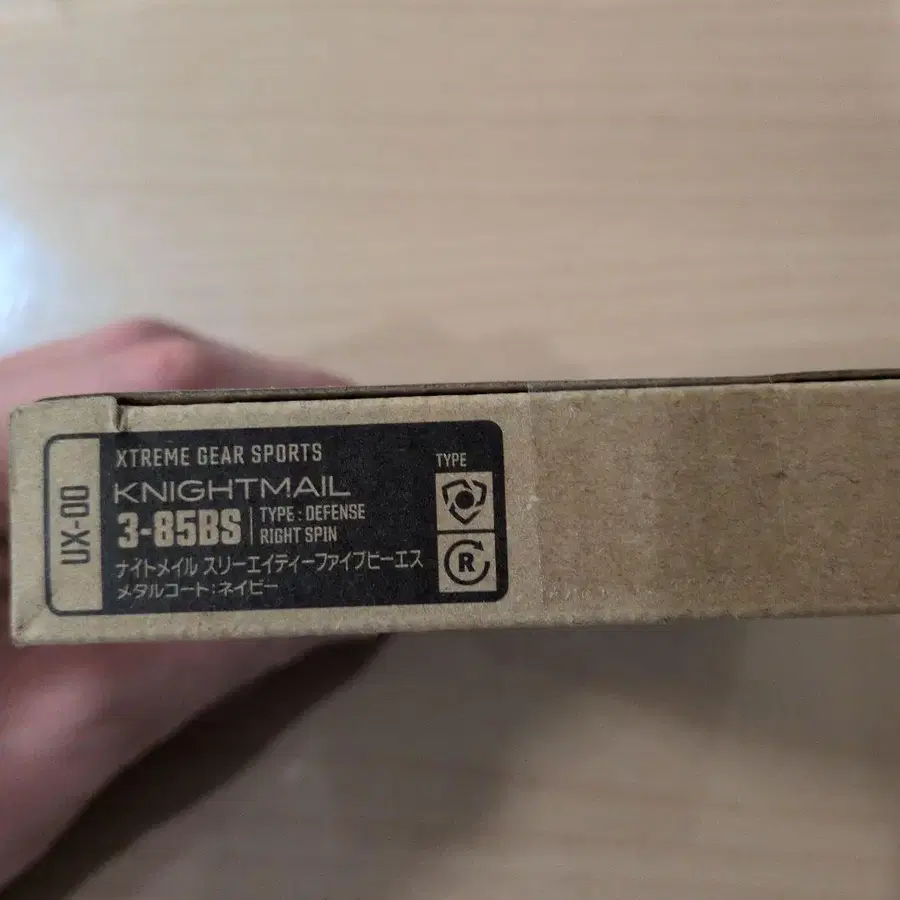 UX-00
XTREME GEAR SPORTS
KNIGHTMAIL
3-85BS
TYPE : DEFENSE
RIGHT SPIN
ナイトメイル スリーエイティーファイブビーエス
メタルコート:ネイビー
TYPE
R